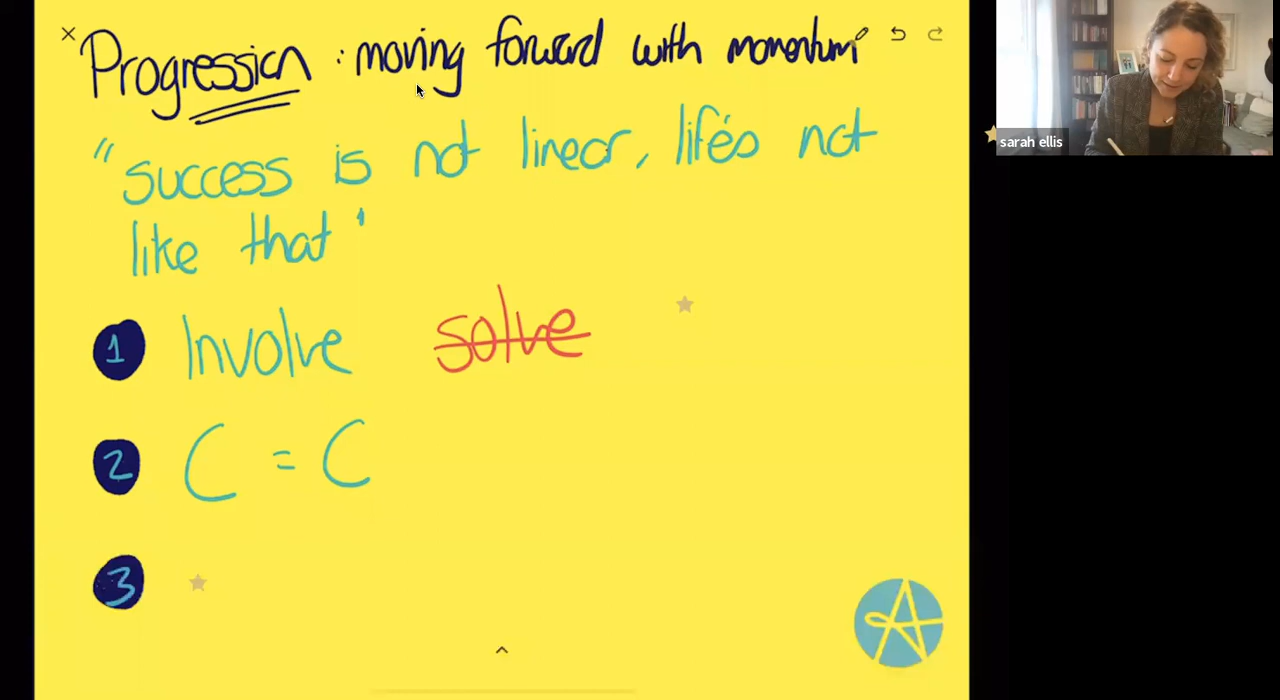 Progression : moving forward with momentum
"success is not linear, life's not
like that"
1 Involve solve
2 C = C
3
sarah ellis